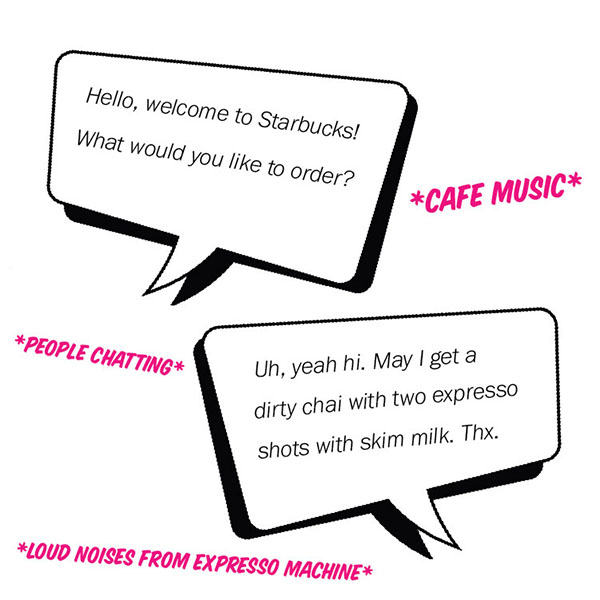 Hello, welcome to Starbucks!
What would you like to order?
*CAFE MUSIC*
*PEOPLE CHATTING*
Uh, yeah hi. May I get a
dirty chai with two expresso
shots with skim milk. Thx.
*LOUD NOISES FROM EXPRESSO MACHINE*